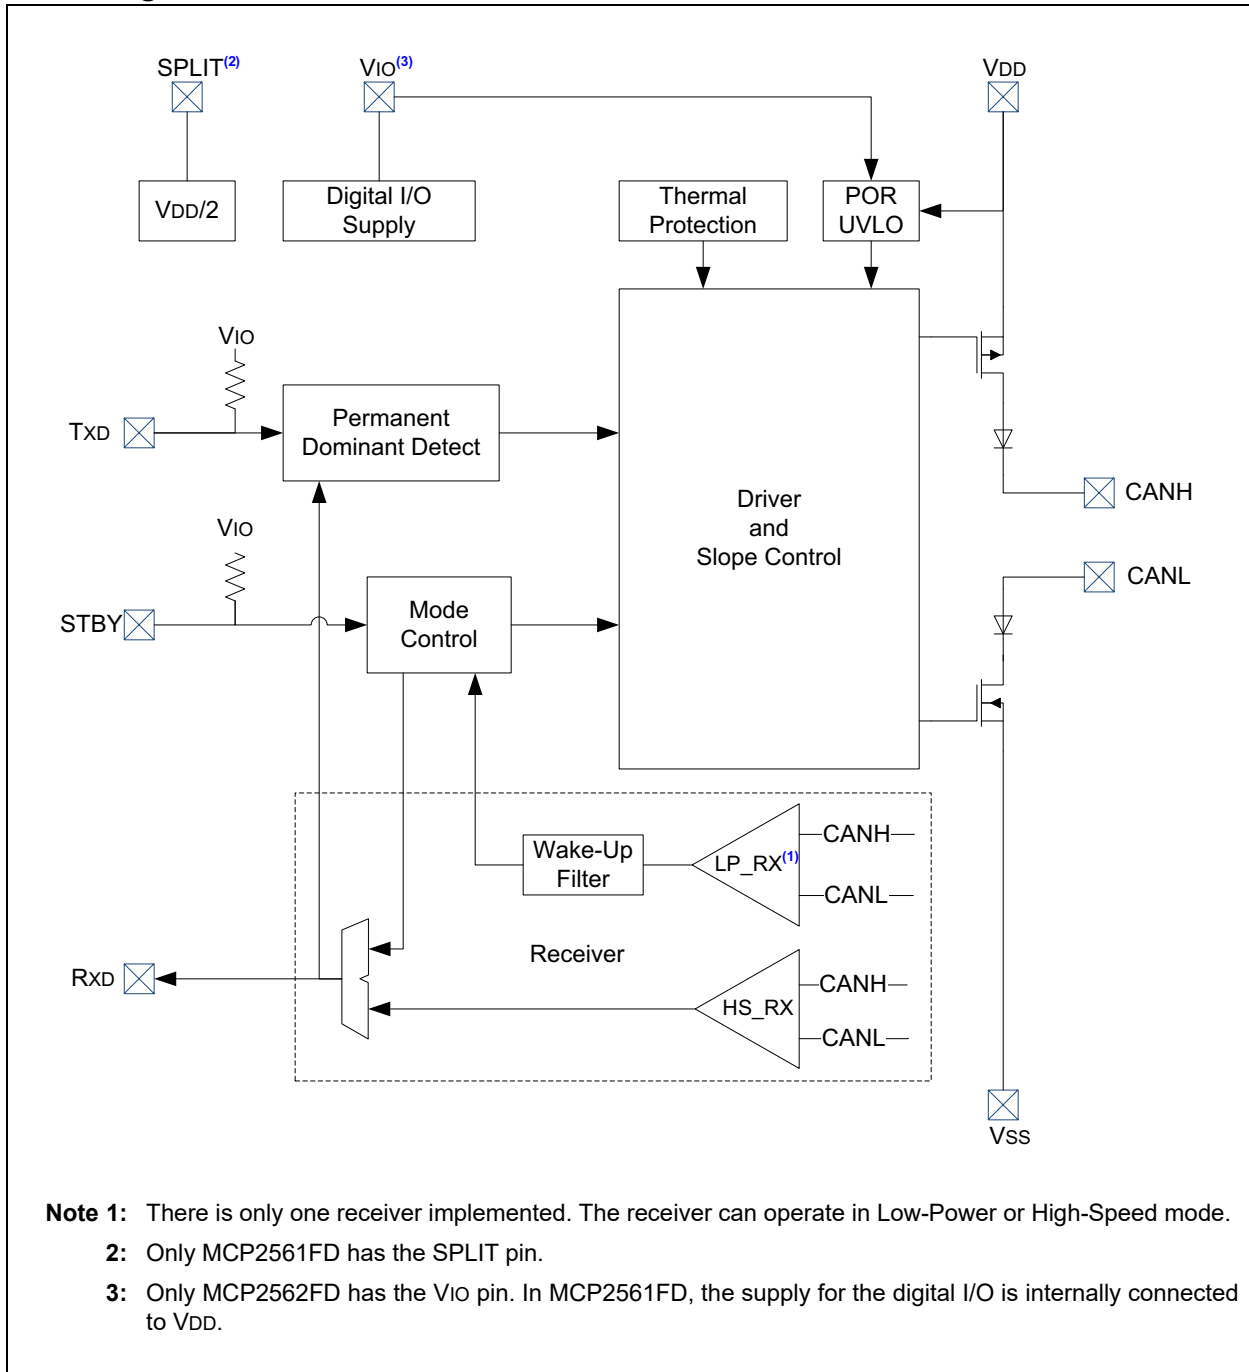 SPLIT(2)
VIO(3)
VDD
VDD/2
Digital I/O
Supply
Thermal
Protection
POR
UVLO
VIO
TXD
Permanent
Dominant Detect
Driver
and
Slope Control
CANH
VIO
STBY
Mode
Control
CANL
Wake-Up
Filter
LP_RX(1)
CANH
CANL
Receiver
RXD
HS_RX
CANH
CANL
VSS
Note 1: There is only one receiver implemented. The receiver can operate in Low-Power or High-Speed mode.
2: Only MCP2561FD has the SPLIT pin.
3: Only MCP2562FD has the VIO pin. In MCP2561FD, the supply for the digital I/O is internally connected
to VDD.